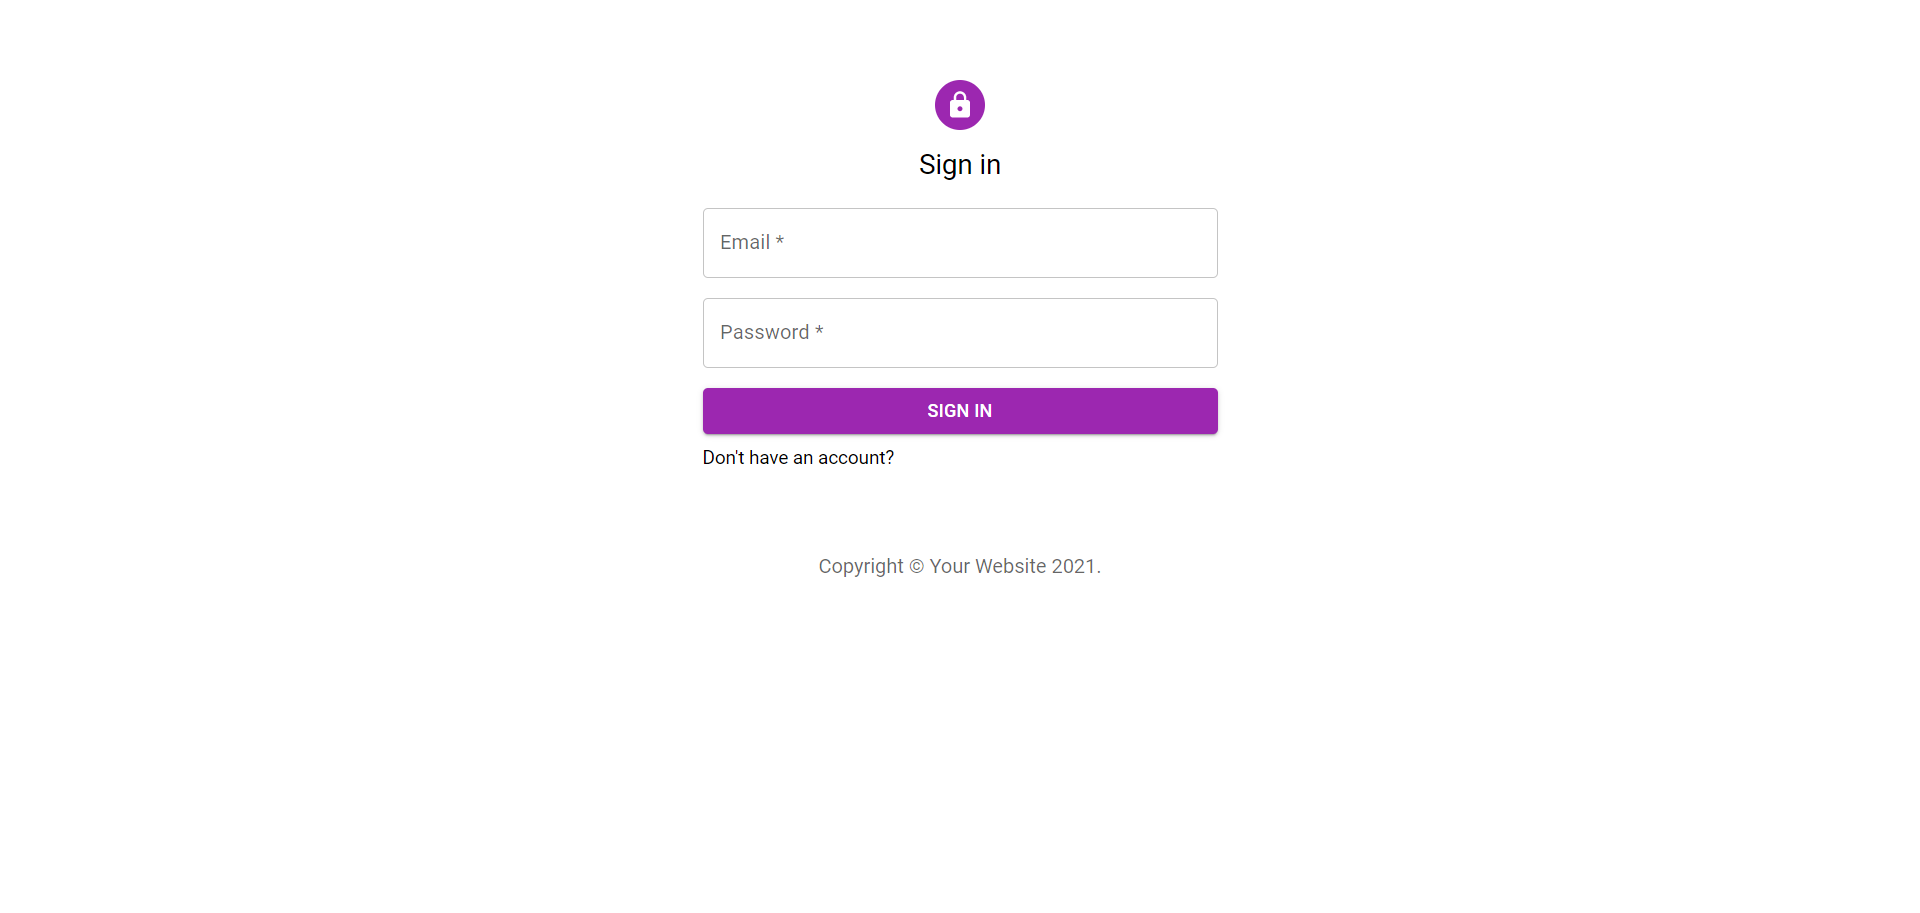 Sign in
Email *
Password *
SIGN IN
Don't have an account?
Copyright © Your Website 2021.